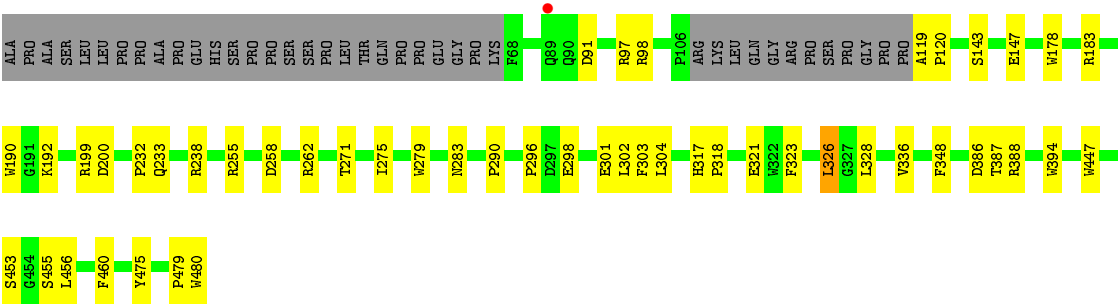 ALA PRO ALA SER LEU LEU PRO PRO ALA PRO GLU HIS SER PRO PRO SER SER PRO LEU THR GLN PRO PRO GLU GLY PRO LYS F68 Q89 Q90 D91 R97 R98 P106 ARG LYS LEU GLN GLY ARG PRO SER PRO GLY PRO PRO A119 P120 S143 E147 W178 R183
W190 G191 K192 R199 D200 P232 Q233 R238 R255 D258 R262 T271 I275 W279 N283 P290 P296 D297 E298 E301 L302 F303 L304 H317 P318 E321 W322 F323 L326 G327 L328 V336 F348 D386 T387 R388 W394 W447
S453 G454 S455 L456 F460 Y475 P479 W480